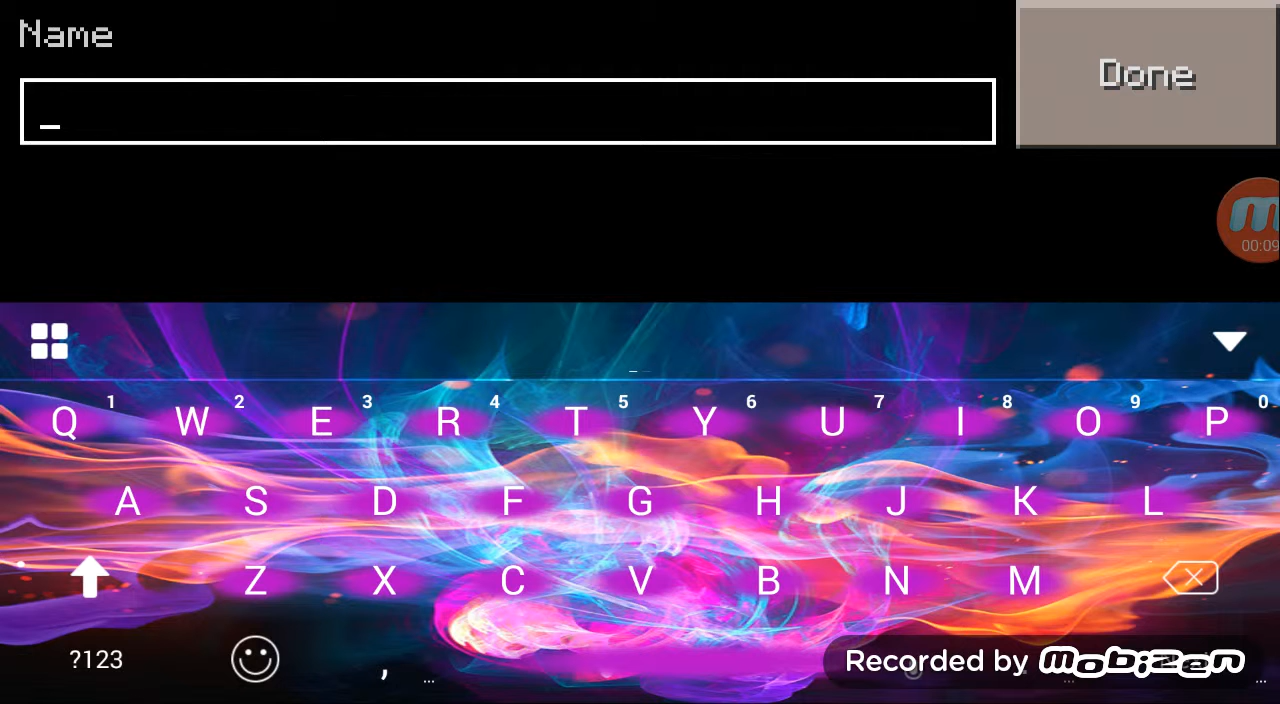 Name
_
Done
00:09
1 2 3 4 5 6 7 8 9 0
Q W E R T Y U I O P
A S D F G H J K L
Z X C V B N M
?123 , ... ... ...
Recorded by mobizen